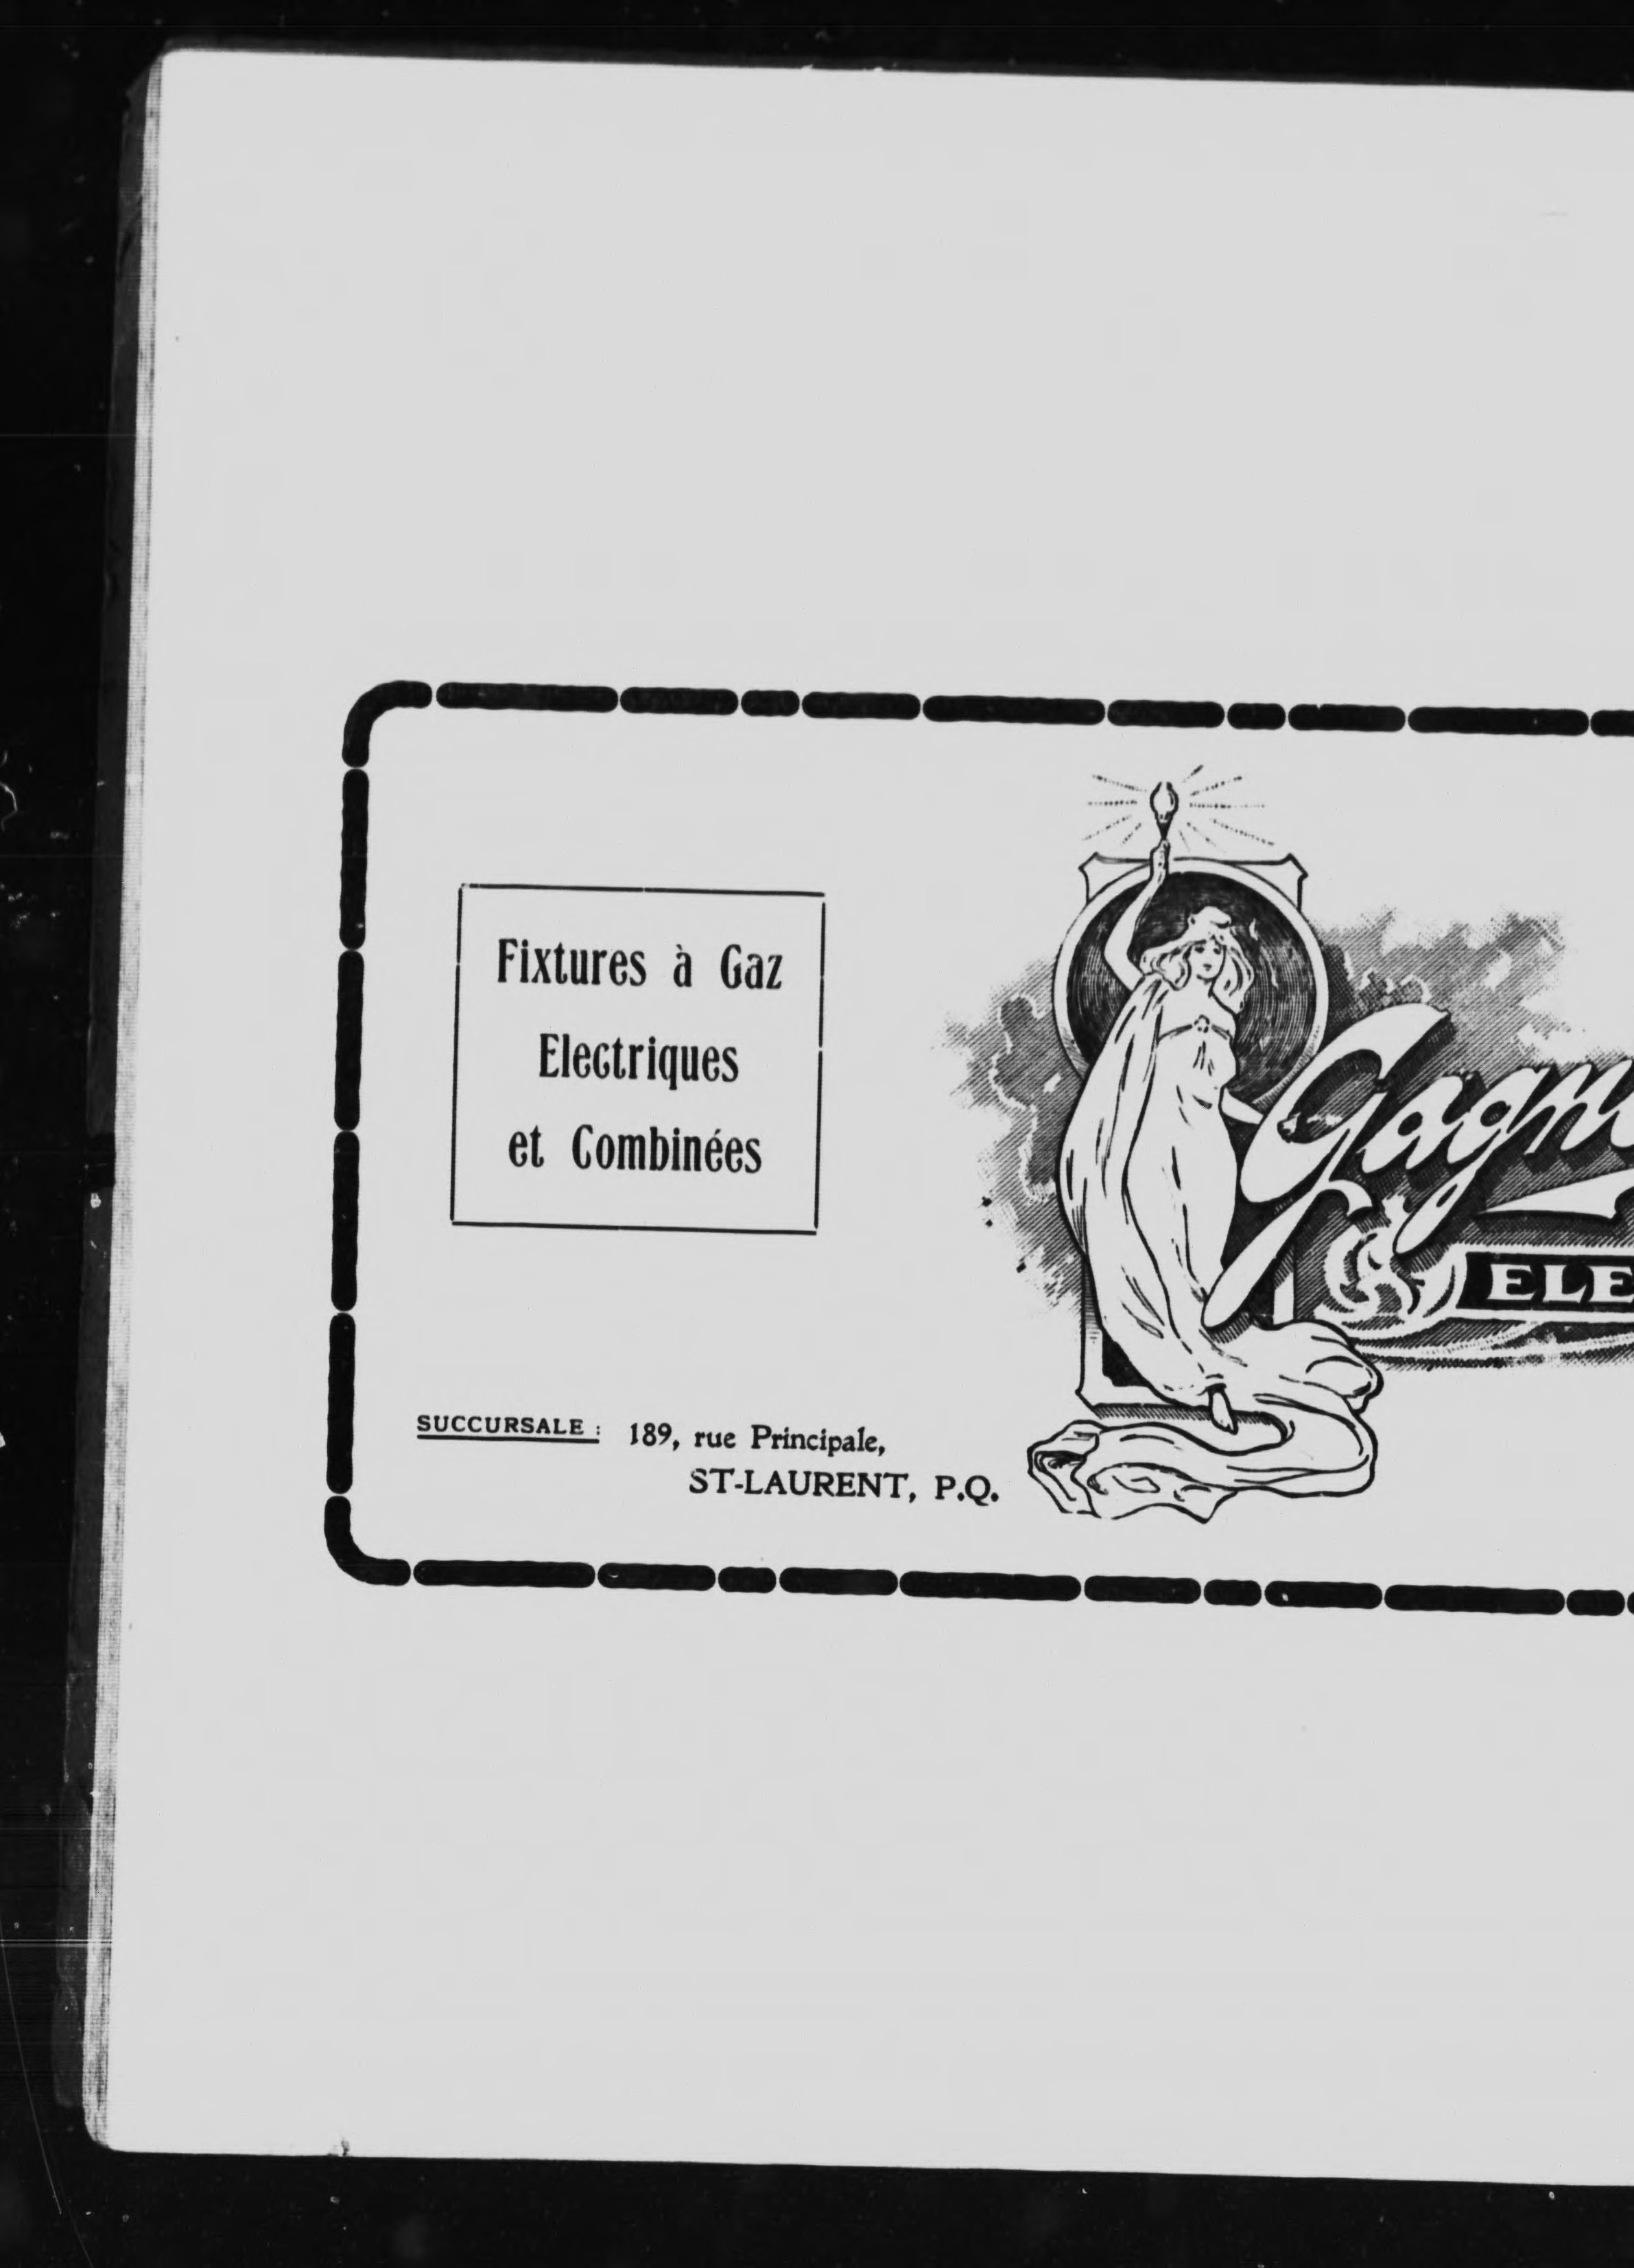 Fixtures à Gaz
Electriques
et Combinées
SUCCURSALE : 189, rue Principale,
ST-LAURENT, P.Q.